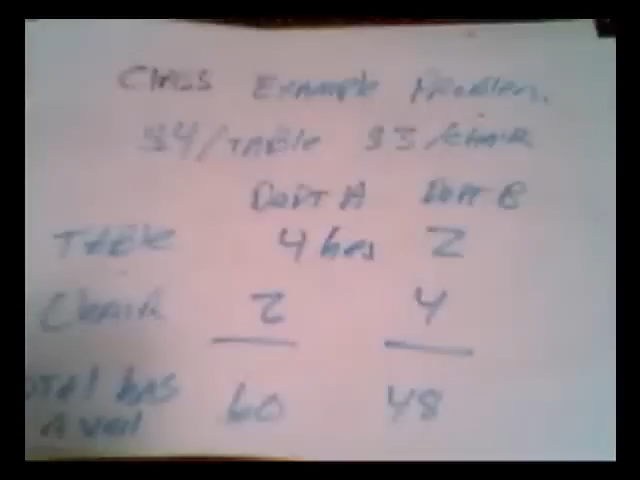 CLASS Example Problem.
$4/TABLE $3/CHAIR
DEPT A DEPT B
TABLE 4 hrs 2
CHAIR 2 4
OTAL HRS 60 48
AVAIL